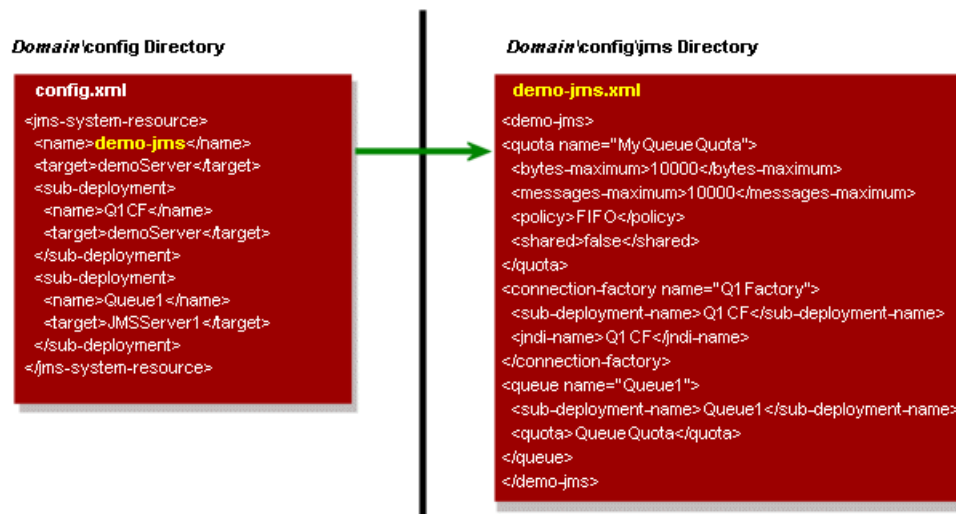 Domain\config Directory
config.xml
<jms-system-resource>
<name>demo-jms</name>
<target>demoServer</target>
<sub-deployment>
<name>Q1CF</name>
<target>demoServer</target>
</sub-deployment>
<sub-deployment>
<name>Queue1</name>
<target>JMSServer1</target>
</sub-deployment>
</jms-system-resource>
Domain\config\jms Directory
demo-jms.xml
<demo-jms>
<quota name="MyQueueQuota">
<bytes-maximum>10000</bytes-maximum>
<messages-maximum>10000</messages-maximum>
<policy>FIFO</policy>
<shared>false</shared>
</quota>
<connection-factory name="Q1Factory">
<sub-deployment-name>Q1CF</sub-deployment-name>
<jndi-name>Q1CF</jndi-name>
</connection-factory>
<queue name="Queue1">
<sub-deployment-name>Queue1</sub-deployment-name>
<quota>QueueQuota</quota>
</queue>
</demo-jms>